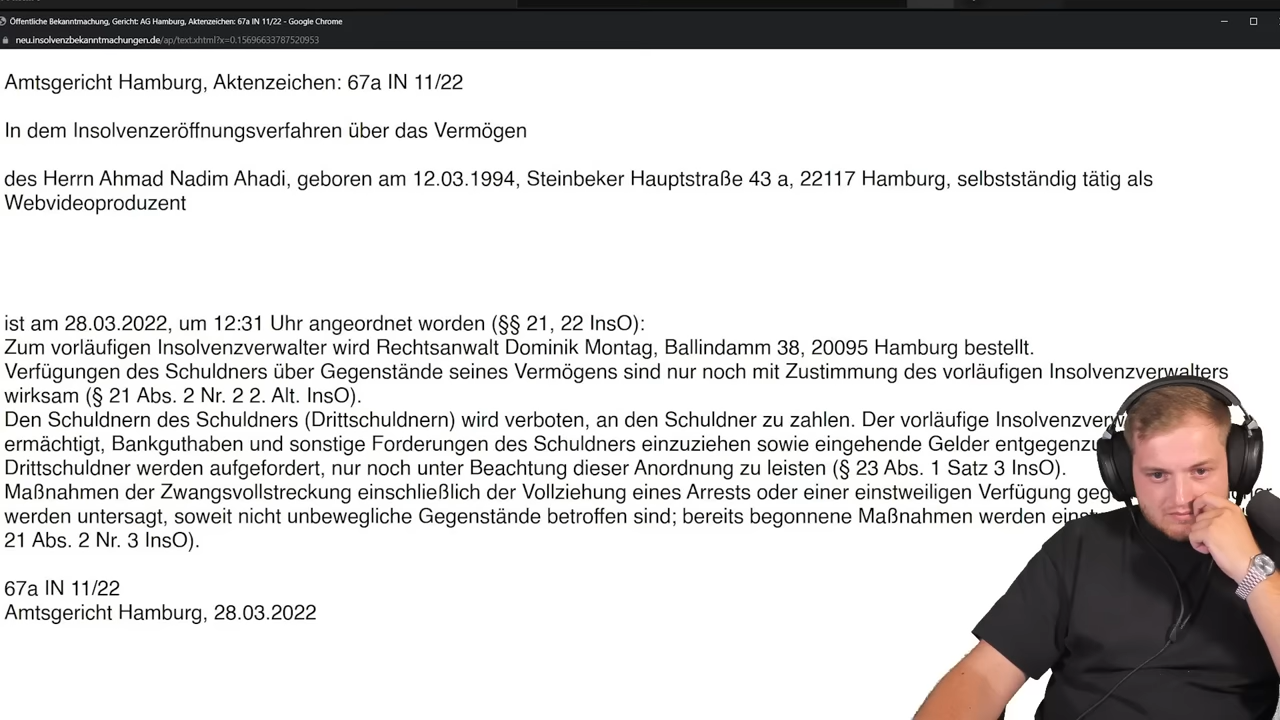 Öffentliche Bekanntmachung, Gericht: AG Hamburg, Aktenzeichen: 67a IN 11/22 - Google Chrome
neu.insolvenzbekanntmachungen.de/ap/text.xhtml?x=0.15696633787520953
Amtsgericht Hamburg, Aktenzeichen: 67a IN 11/22
In dem Insolvenzeröffnungsverfahren über das Vermögen
des Herrn Ahmad Nadim Ahadi, geboren am 12.03.1994, Steinbeker Hauptstraße 43 a, 22117 Hamburg, selbstständig tätig als
Webvideoproduzent
ist am 28.03.2022, um 12:31 Uhr angeordnet worden (§§ 21, 22 InsO):
Zum vorläufigen Insolvenzverwalter wird Rechtsanwalt Dominik Montag, Ballindamm 38, 20095 Hamburg bestellt.
Verfügungen des Schuldners über Gegenstände seines Vermögens sind nur noch mit Zustimmung des vorläufigen Insolvenzverwalters
wirksam (§ 21 Abs. 2 Nr. 2 2. Alt. InsO).
Den Schuldnern des Schuldners (Drittschuldnern) wird verboten, an den Schuldner zu zahlen. Der vorläufige
ermächtigt, Bankguthaben und sonstige Forderungen des Schuldners einzuziehen sowie eingehende Gelder
Drittschuldner werden aufgefordert, nur noch unter Beachtung dieser Anordnung zu leisten (§ 23 Abs. 1 Satz 3 InsO).
Maßnahmen der Zwangsvollstreckung einschließlich der Vollziehung eines Arrests oder einer einstweiligen Verfügung
werden untersagt, soweit nicht unbewegliche Gegenstände betroffen sind; bereits begonnene Maßnahmen werden
21 Abs. 2 Nr. 3 InsO).
67a IN 11/22
Amtsgericht Hamburg, 28.03.2022